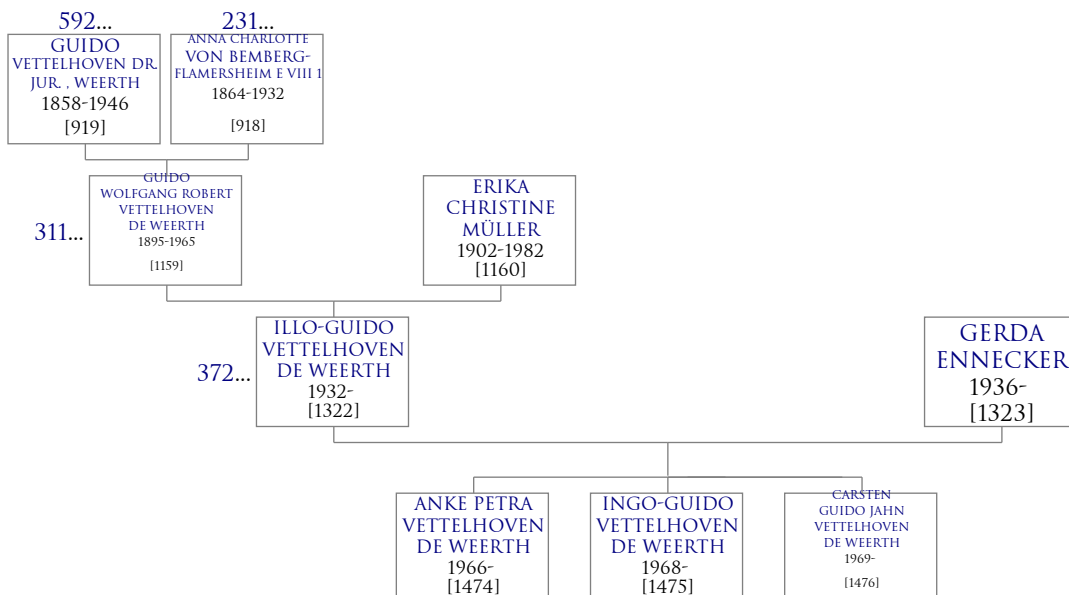 592...
231...
GUIDO
VETTELHOVEN DR.
JUR. , WEERTH
1858-1946
[919]
ANNA CHARLOTTE
VON BEMBERG-
FLAMERSHEIM E VIII 1
1864-1932
[918]
311...
GUIDO
WOLFGANG ROBERT
VETTELHOVEN
DE WEERTH
1895-1965
[1159]
ERIKA
CHRISTINE
MÜLLER
1902-1982
[1160]
372...
ILLO-GUIDO
VETTELHOVEN
DE WEERTH
1932-
[1322]
GERDA
ENNECKER
1936-
[1323]
ANKE PETRA
VETTELHOVEN
DE WEERTH
1966-
[1474]
INGO-GUIDO
VETTELHOVEN
DE WEERTH
1968-
[1475]
CARSTEN
GUIDO JAHN
VETTELHOVEN
DE WEERTH
1969-
[1476]